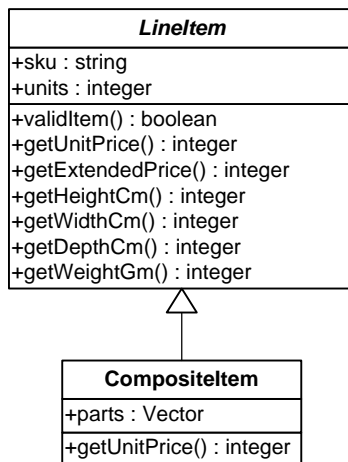 LineItem
+sku : string
+units : integer
+validItem() : boolean
+getUnitPrice() : integer
+getExtendedPrice() : integer
+getHeightCm() : integer
+getWidthCm() : integer
+getDepthCm() : integer
+getWeightGm() : integer
CompositeItem
+parts : Vector
+getUnitPrice() : integer